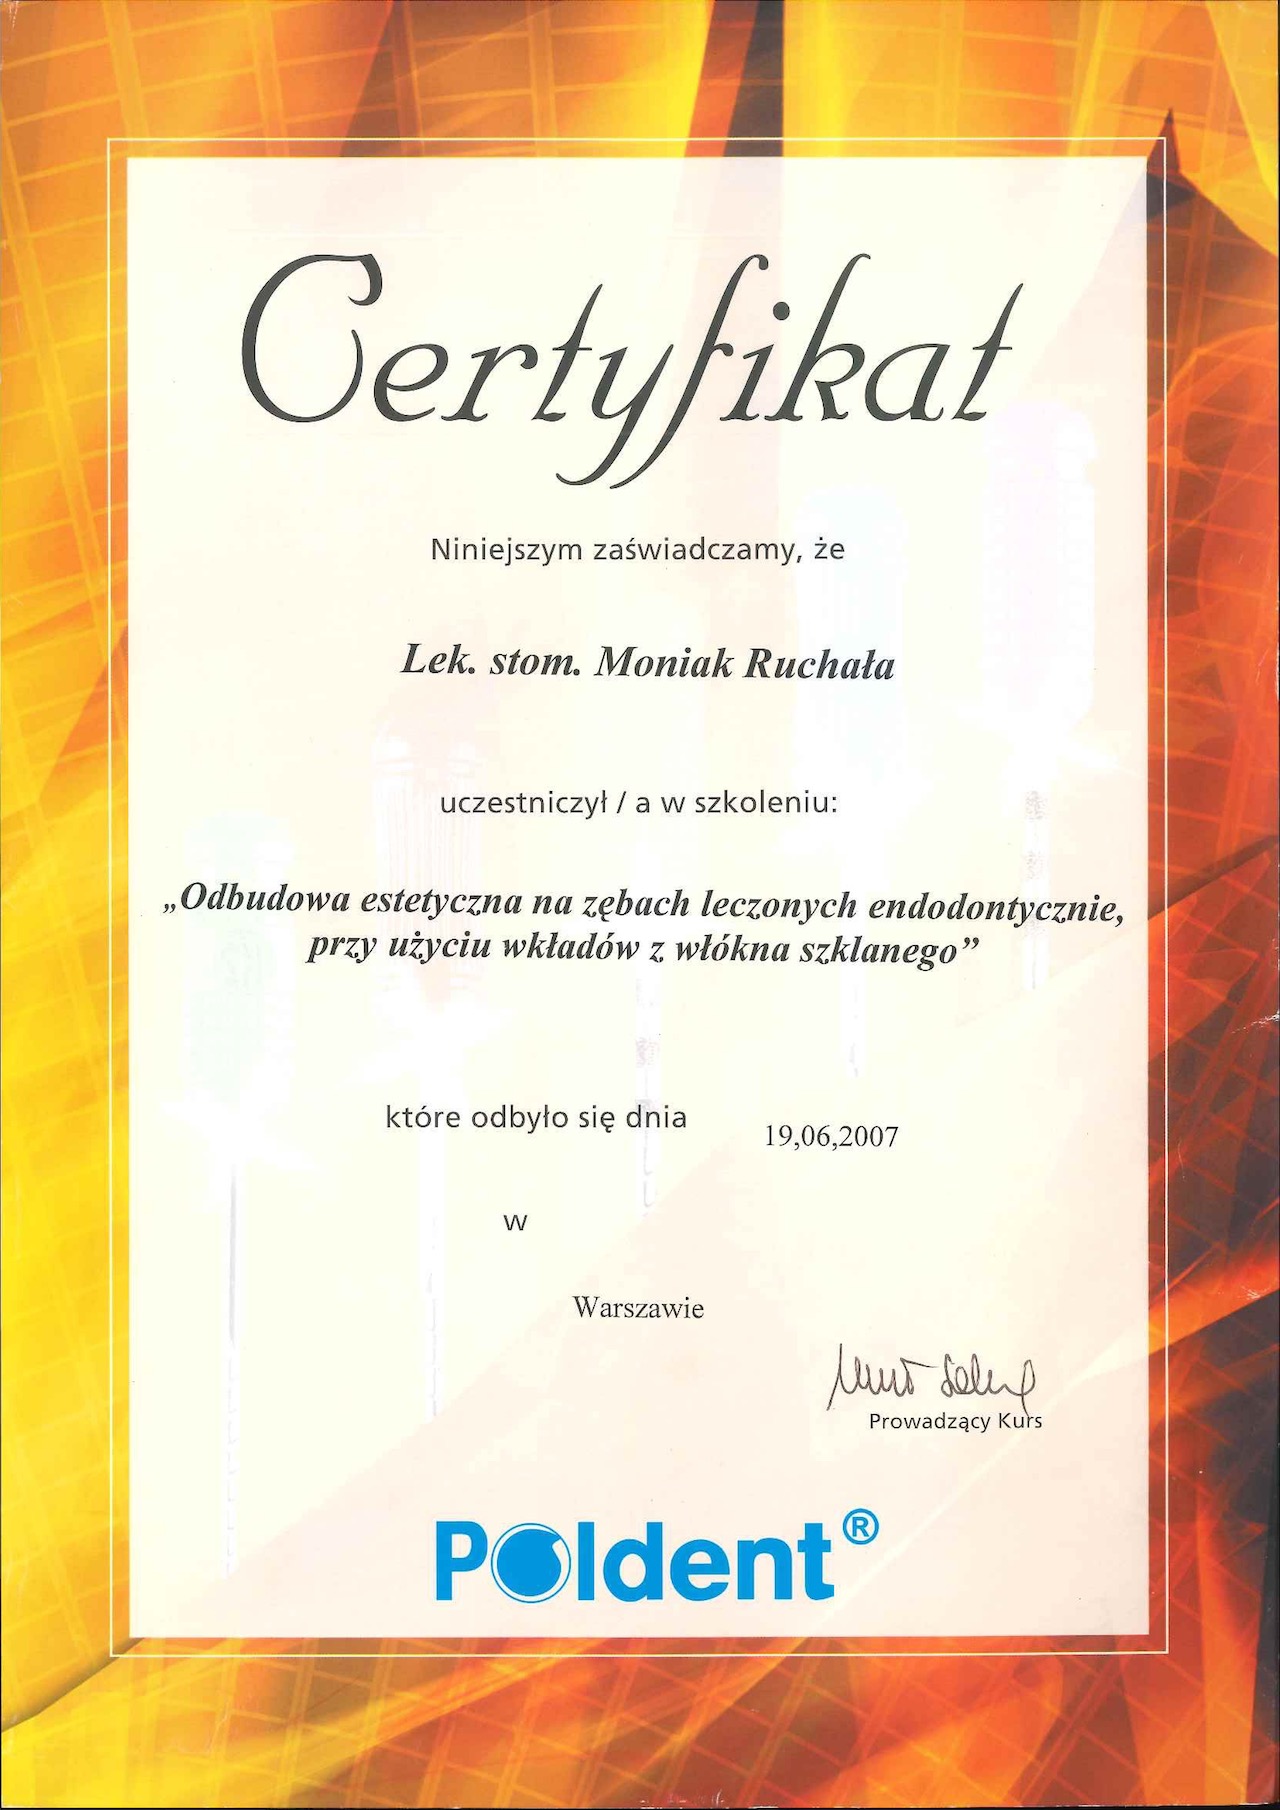 Certyfikat
Niniejszym zaświadczamy, że
Lek. stom. Moniak Ruchała
uczestniczył / a w szkoleniu:
„Odbudowa estetyczna na zębach leczonych endodontycznie,
przy użyciu wkładów z włókna szklanego”
które odbyło się dnia 19,06,2007
w
Warszawie
Prowadzący Kurs
Poldent®